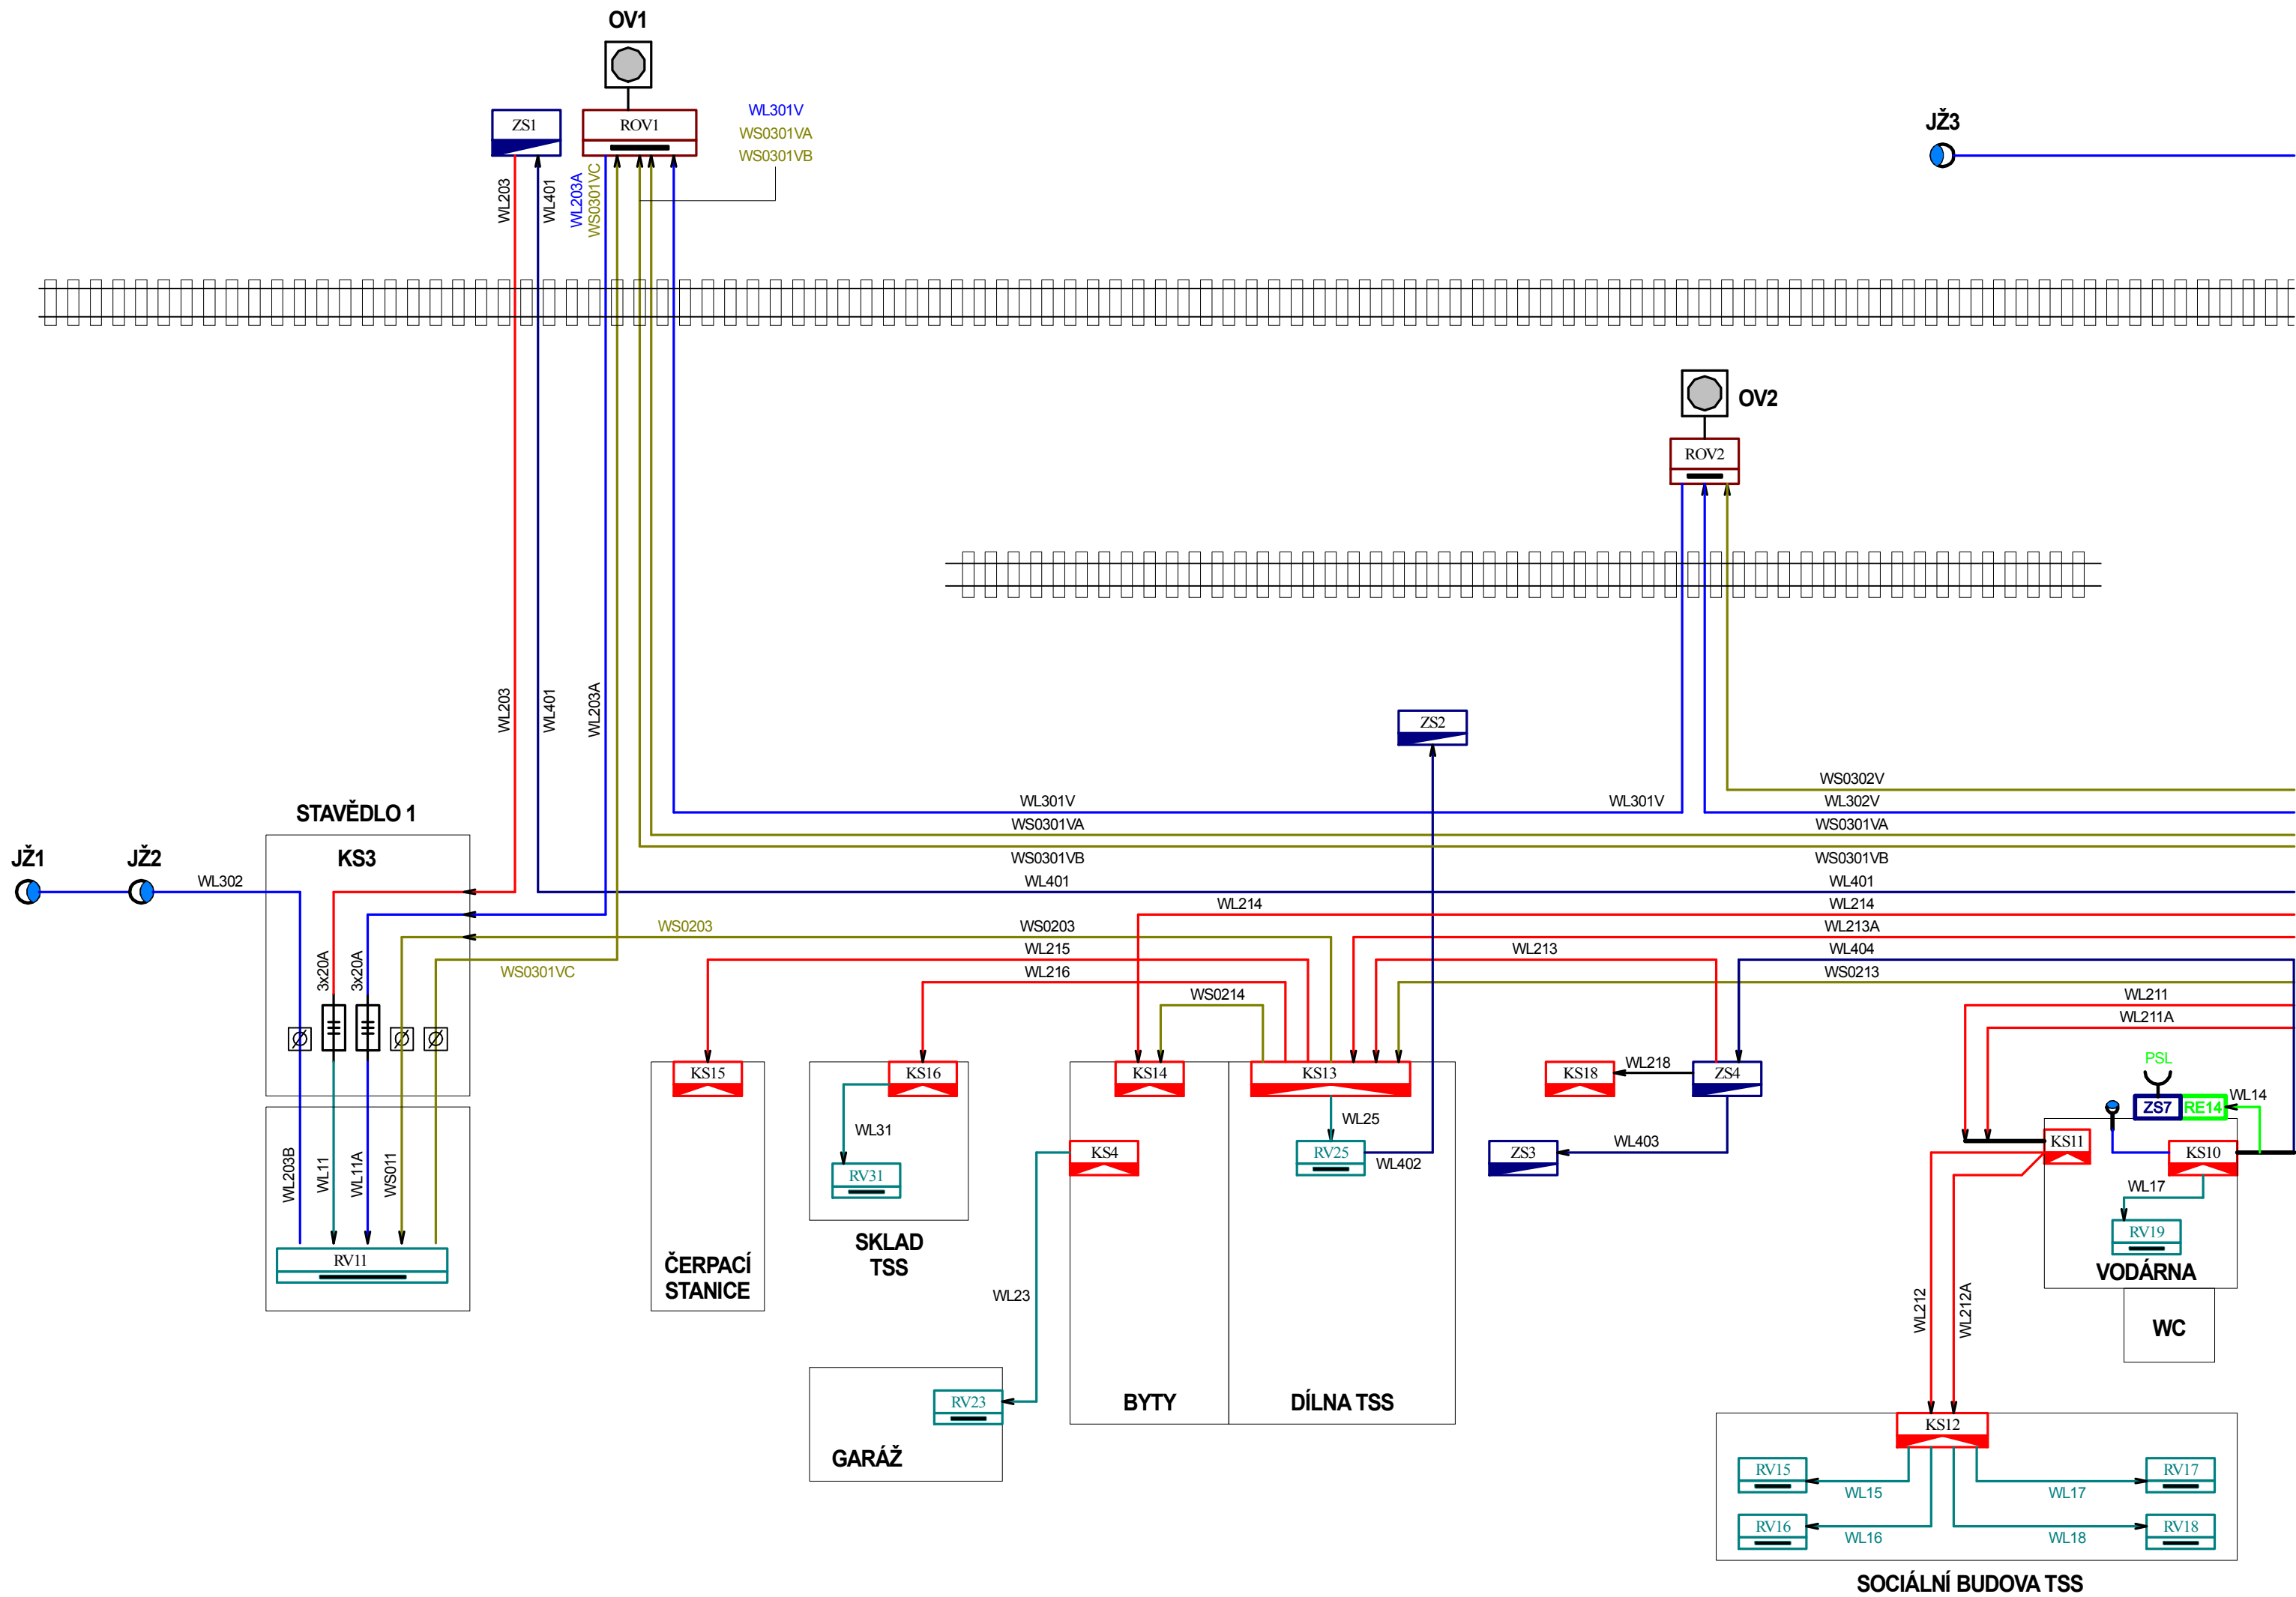 OV1
ZS1
ROV1
WL301V
WS0301VA
WS0301VB
JŽ3
WL203
WL401
WL203A
WS0301VC
OV2
ROV2
WL203
WL401
WL203A
ZS2
WS0302V
WL301V
WL301V
WL302V
STAVĚDLO 1
WS0301VA
WS0301VA
JŽ1
JŽ2
KS3
WS0301VB
WS0301VB
WL302
WL401
WL401
WL214
WL214
WS0203
WS0203
WL213A
WL215
WL213
WL404
3x20A
3x20A
WS0301VC
WL216
WS0213
WS0214
WL211
WL211A
PSL
KS15
KS16
KS14
KS13
KS18
WL218
ZS4
WL14
ZS7
RE14
WL31
WL25
WL403
KS11
KS4
RV25
WL402
ZS3
KS10
WL203B
WL11
WL11A
WS011
RV31
WL17
RV19
RV11
SKLAD
TSS
ČERPACÍ
STANICE
VODÁRNA
WL23
WL212
WL212A
WC
RV23
BYTY
DÍLNA TSS
KS12
GARÁŽ
RV15
RV17
WL15
WL17
RV16
RV18
WL16
WL18
SOCIÁLNÍ BUDOVA TSS